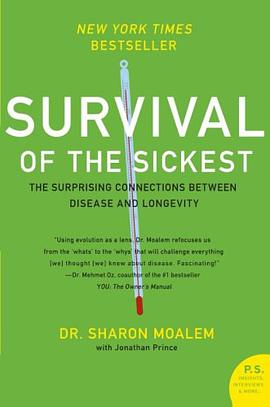 NEW YORK TIMES
BESTSELLER
SURVIVAL
OF THE SICKEST
THE SURPRISING CONNECTIONS BETWEEN
DISEASE AND LONGEVITY
"Using evolution as a lens, Dr. Moalem refocuses us
from the 'whats' to the 'whys' that will challenge everything
[we] thought [we] knew about disease. Fascinating!"
—Dr. Mehmet Oz, coauthor of the #1 bestseller
YOU: The Owner's Manual
DR. SHARON MOALEM
with Jonathan Prince
P.S.
INSIGHTS,
INTERVIEWS
& MORE...